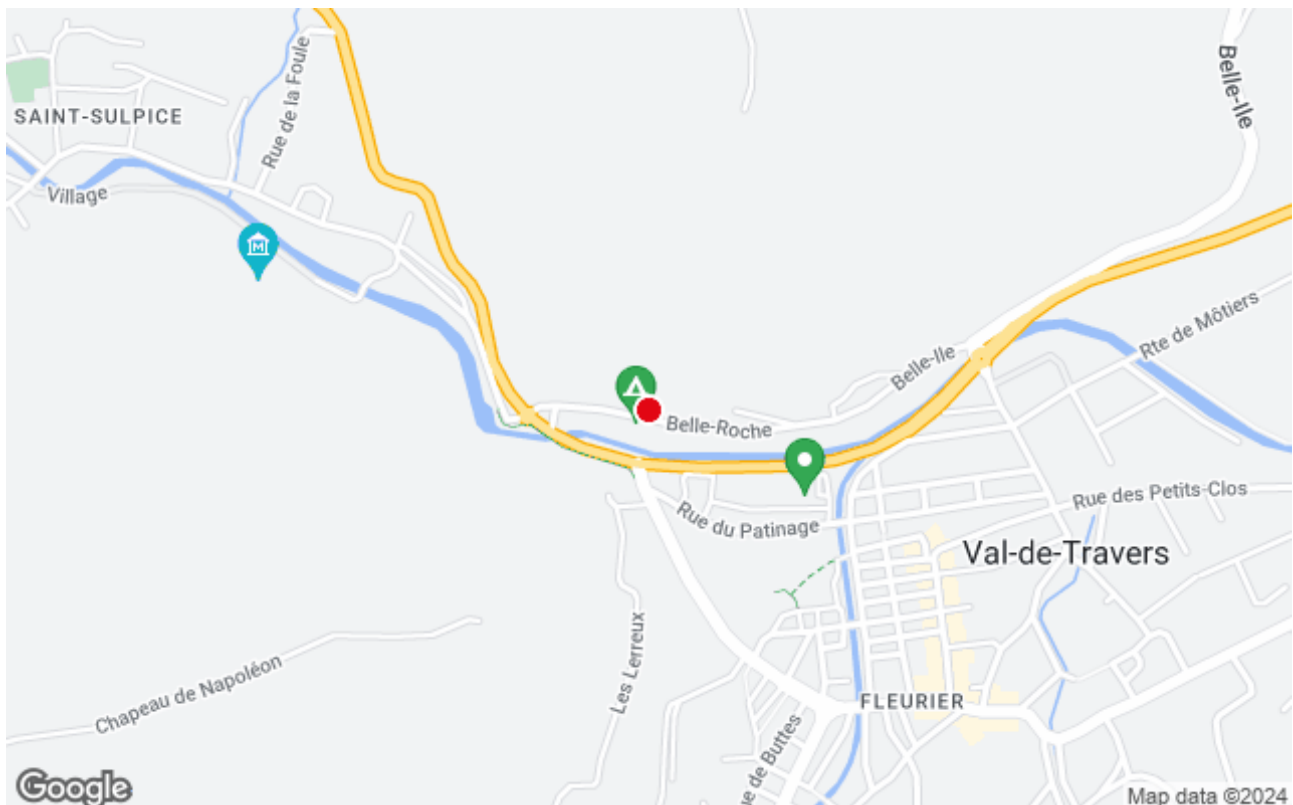 Belle-Ile
Rue de la Foule
SAINT-SULPICE
Village
M
Rte de Môtiers
Belle-Ile
Belle-Roche
Rue des Petits-Clos
Rue du Patinage
Val-de-Travers
Les Lerreux
Chapeau de Napoléon
FLEURIER
e de Buttes
Google
Map data ©2024